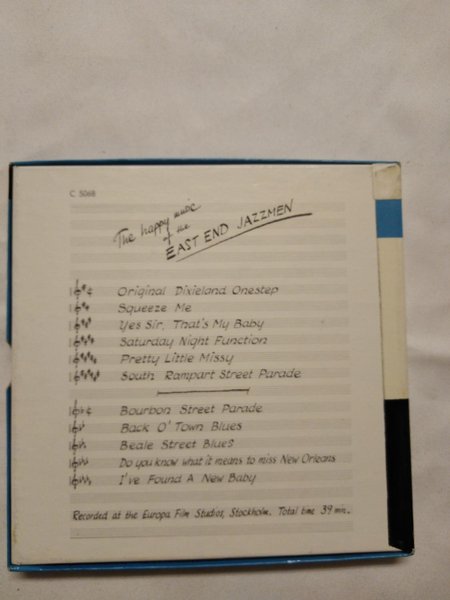 C 5068
The happy music
of the
EAST END JAZZMEN
Original Dixieland Onestep
Squeeze Me
Yes Sir, That's My Baby
Saturday Night Function
Pretty Little Missy
South Rampart Street Parade
Bourbon Street Parade
Back O' Town Blues
Beale Street Blues
Do you know what it means to miss New Orleans
I've Found A New Baby
Recorded at the Europa Film Studios, Stockholm. Total time 39 min.